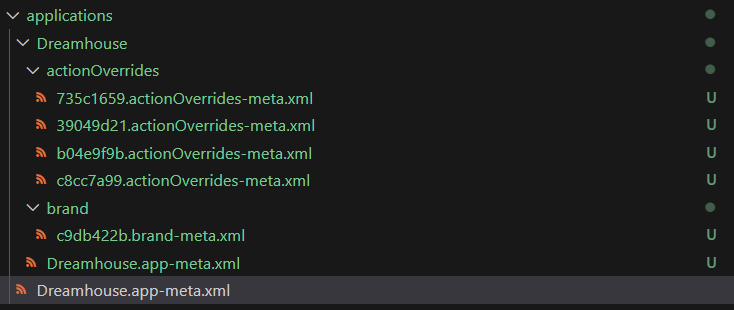 applications
Dreamhouse
actionOverrides
735c1659.actionOverrides-meta.xml U
39049d21.actionOverrides-meta.xml U
b04e9f9b.actionOverrides-meta.xml U
c8cc7a99.actionOverrides-meta.xml U
brand
c9db422b.brand-meta.xml U
Dreamhouse.app-meta.xml U
Dreamhouse.app-meta.xml